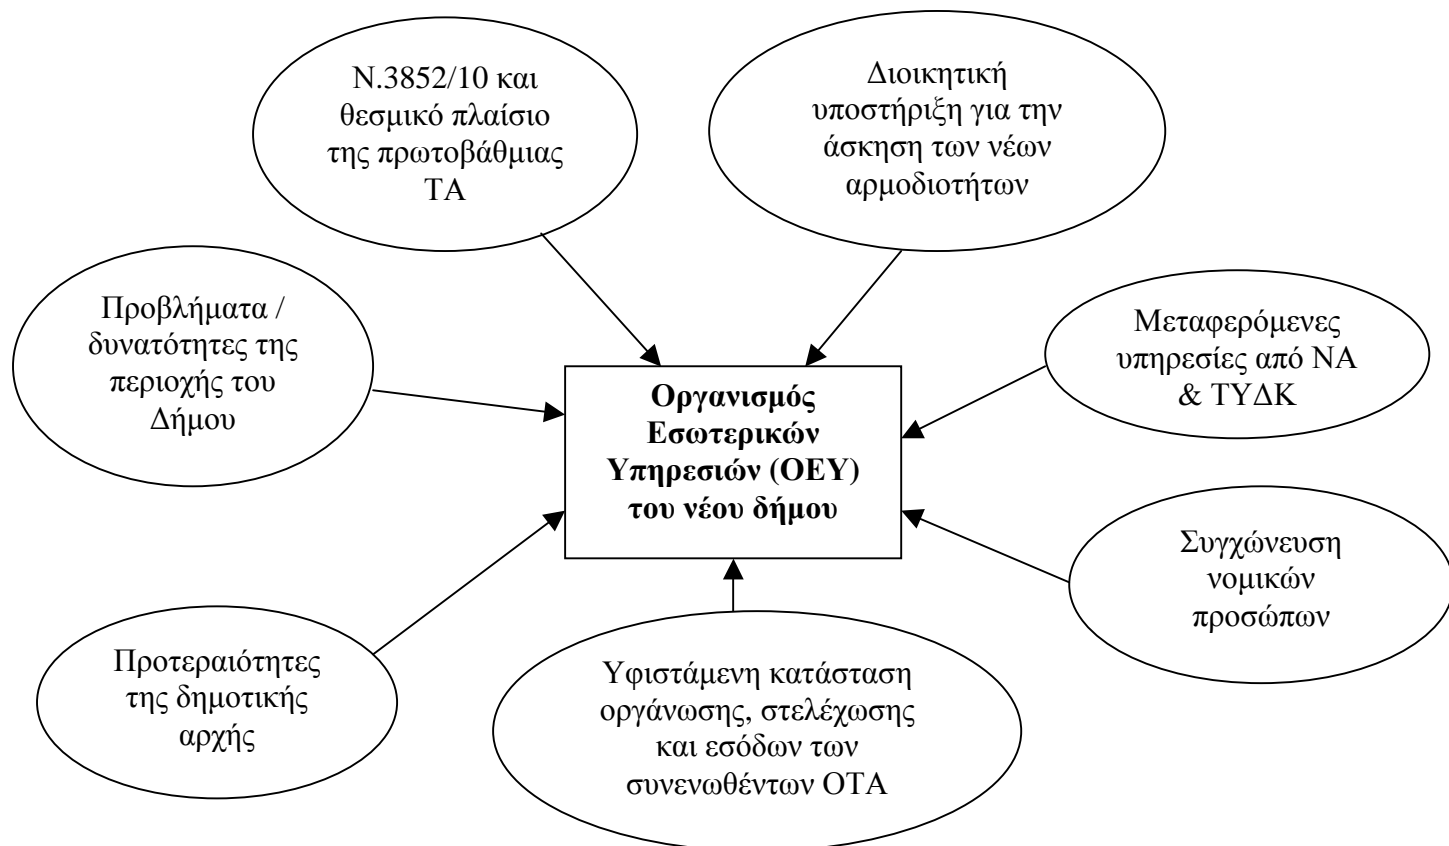 Ν.3852/10 και
θεσμικό πλαίσιο
της πρωτοβάθμιας
ΤΑ
Διοικητική
υποστήριξη για την
άσκηση των νέων
αρμοδιοτήτων
Προβλήματα /
δυνατότητες της
περιοχής του
Δήμου
Μεταφερόμενες
υπηρεσίες από ΝΑ
& ΤΥΔΚ
Οργανισμός
Εσωτερικών
Υπηρεσιών (ΟΕΥ)
του νέου δήμου
Συγχώνευση
νομικών
προσώπων
Προτεραιότητες
της δημοτικής
αρχής
Υφιστάμενη κατάσταση
οργάνωσης, στελέχωσης
και εσόδων των
συνενωθέντων ΟΤΑ